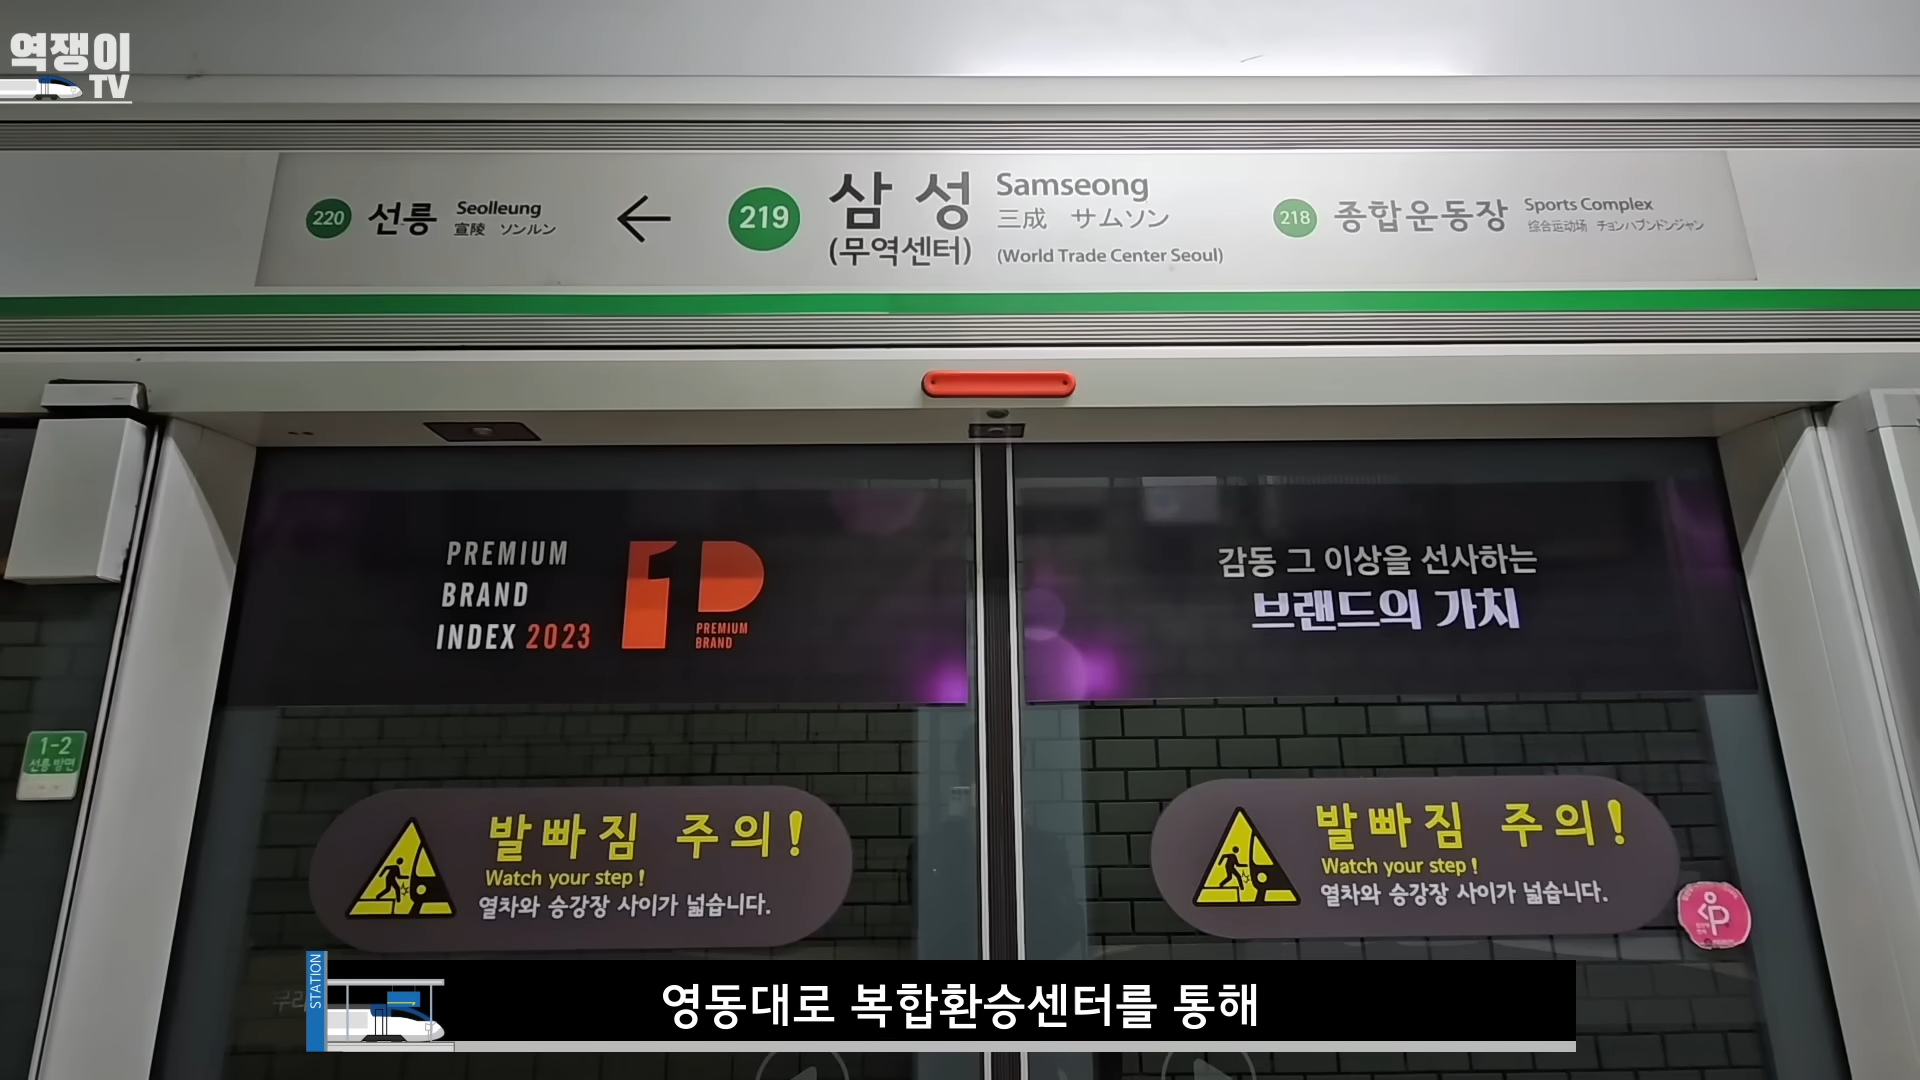 역쟁이
TV
220 선릉 Seolleung
宣陵 ソンルン
←
219 삼성 Samseong
三成 サムソン
(무역센터) (World Trade Center Seoul)
218 종합운동장 Sports Complex
综合运动场 チョンハブンドンジャン
PREMIUM
BRAND
INDEX 2023
1P
PREMIUM
BRAND
감동 그 이상을 선사하는
브랜드의 가치
1-2
선릉 방면
발빠짐 주의!
Watch your step !
열차와 승강장 사이가 넓습니다.
발빠짐 주의!
Watch your step !
열차와 승강장 사이가 넓습니다.
STATION
영동대로 복합환승센터를 통해